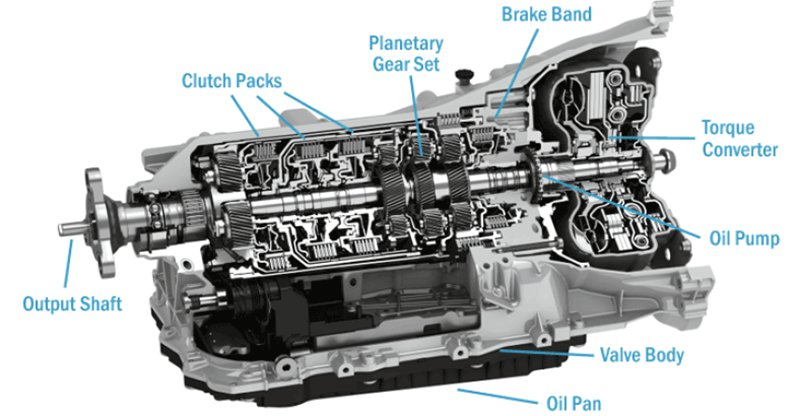 Brake Band
Planetary
Gear Set
Clutch Packs
Torque
Converter
Oil Pump
Output Shaft
Valve Body
Oil Pan